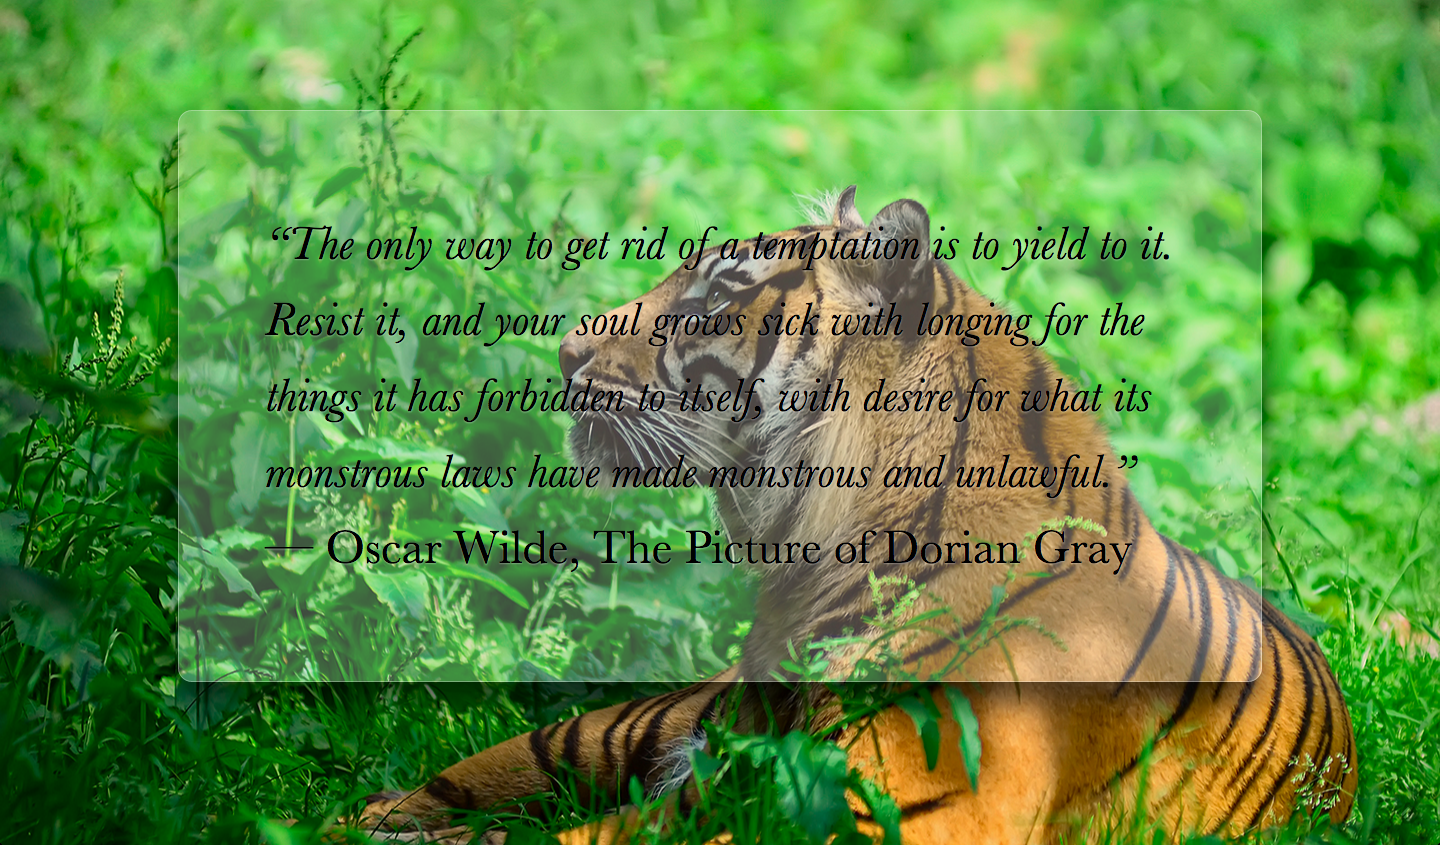 “The only way to get rid of a temptation is to yield to it.
Resist it, and your soul grows sick with longing for the
things it has forbidden to itself, with desire for what its
monstrous laws have made monstrous and unlawful.”
— Oscar Wilde, The Picture of Dorian Gray